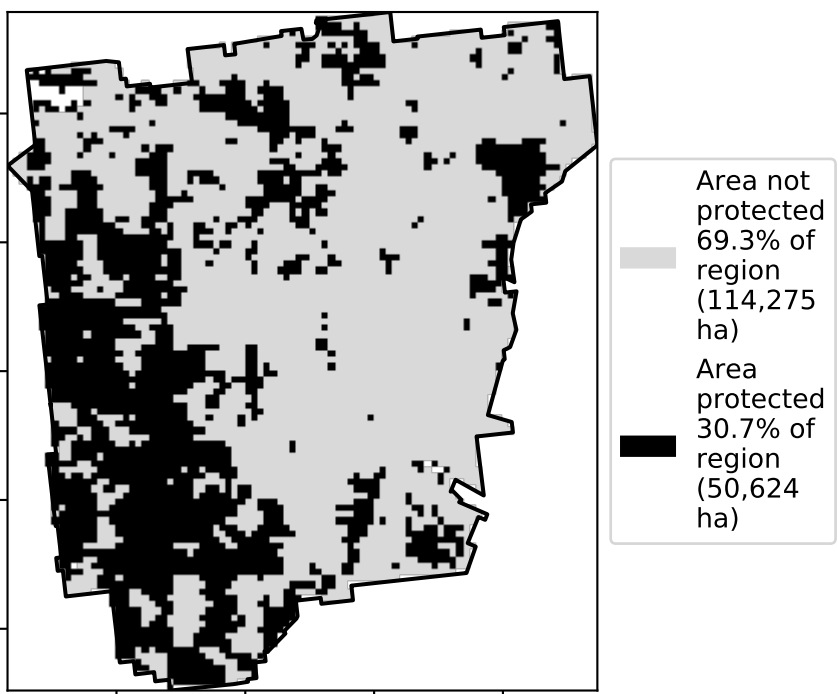 Area not
protected
69.3% of
region
(114,275
ha)
Area
protected
30.7% of
region
(50,624
ha)